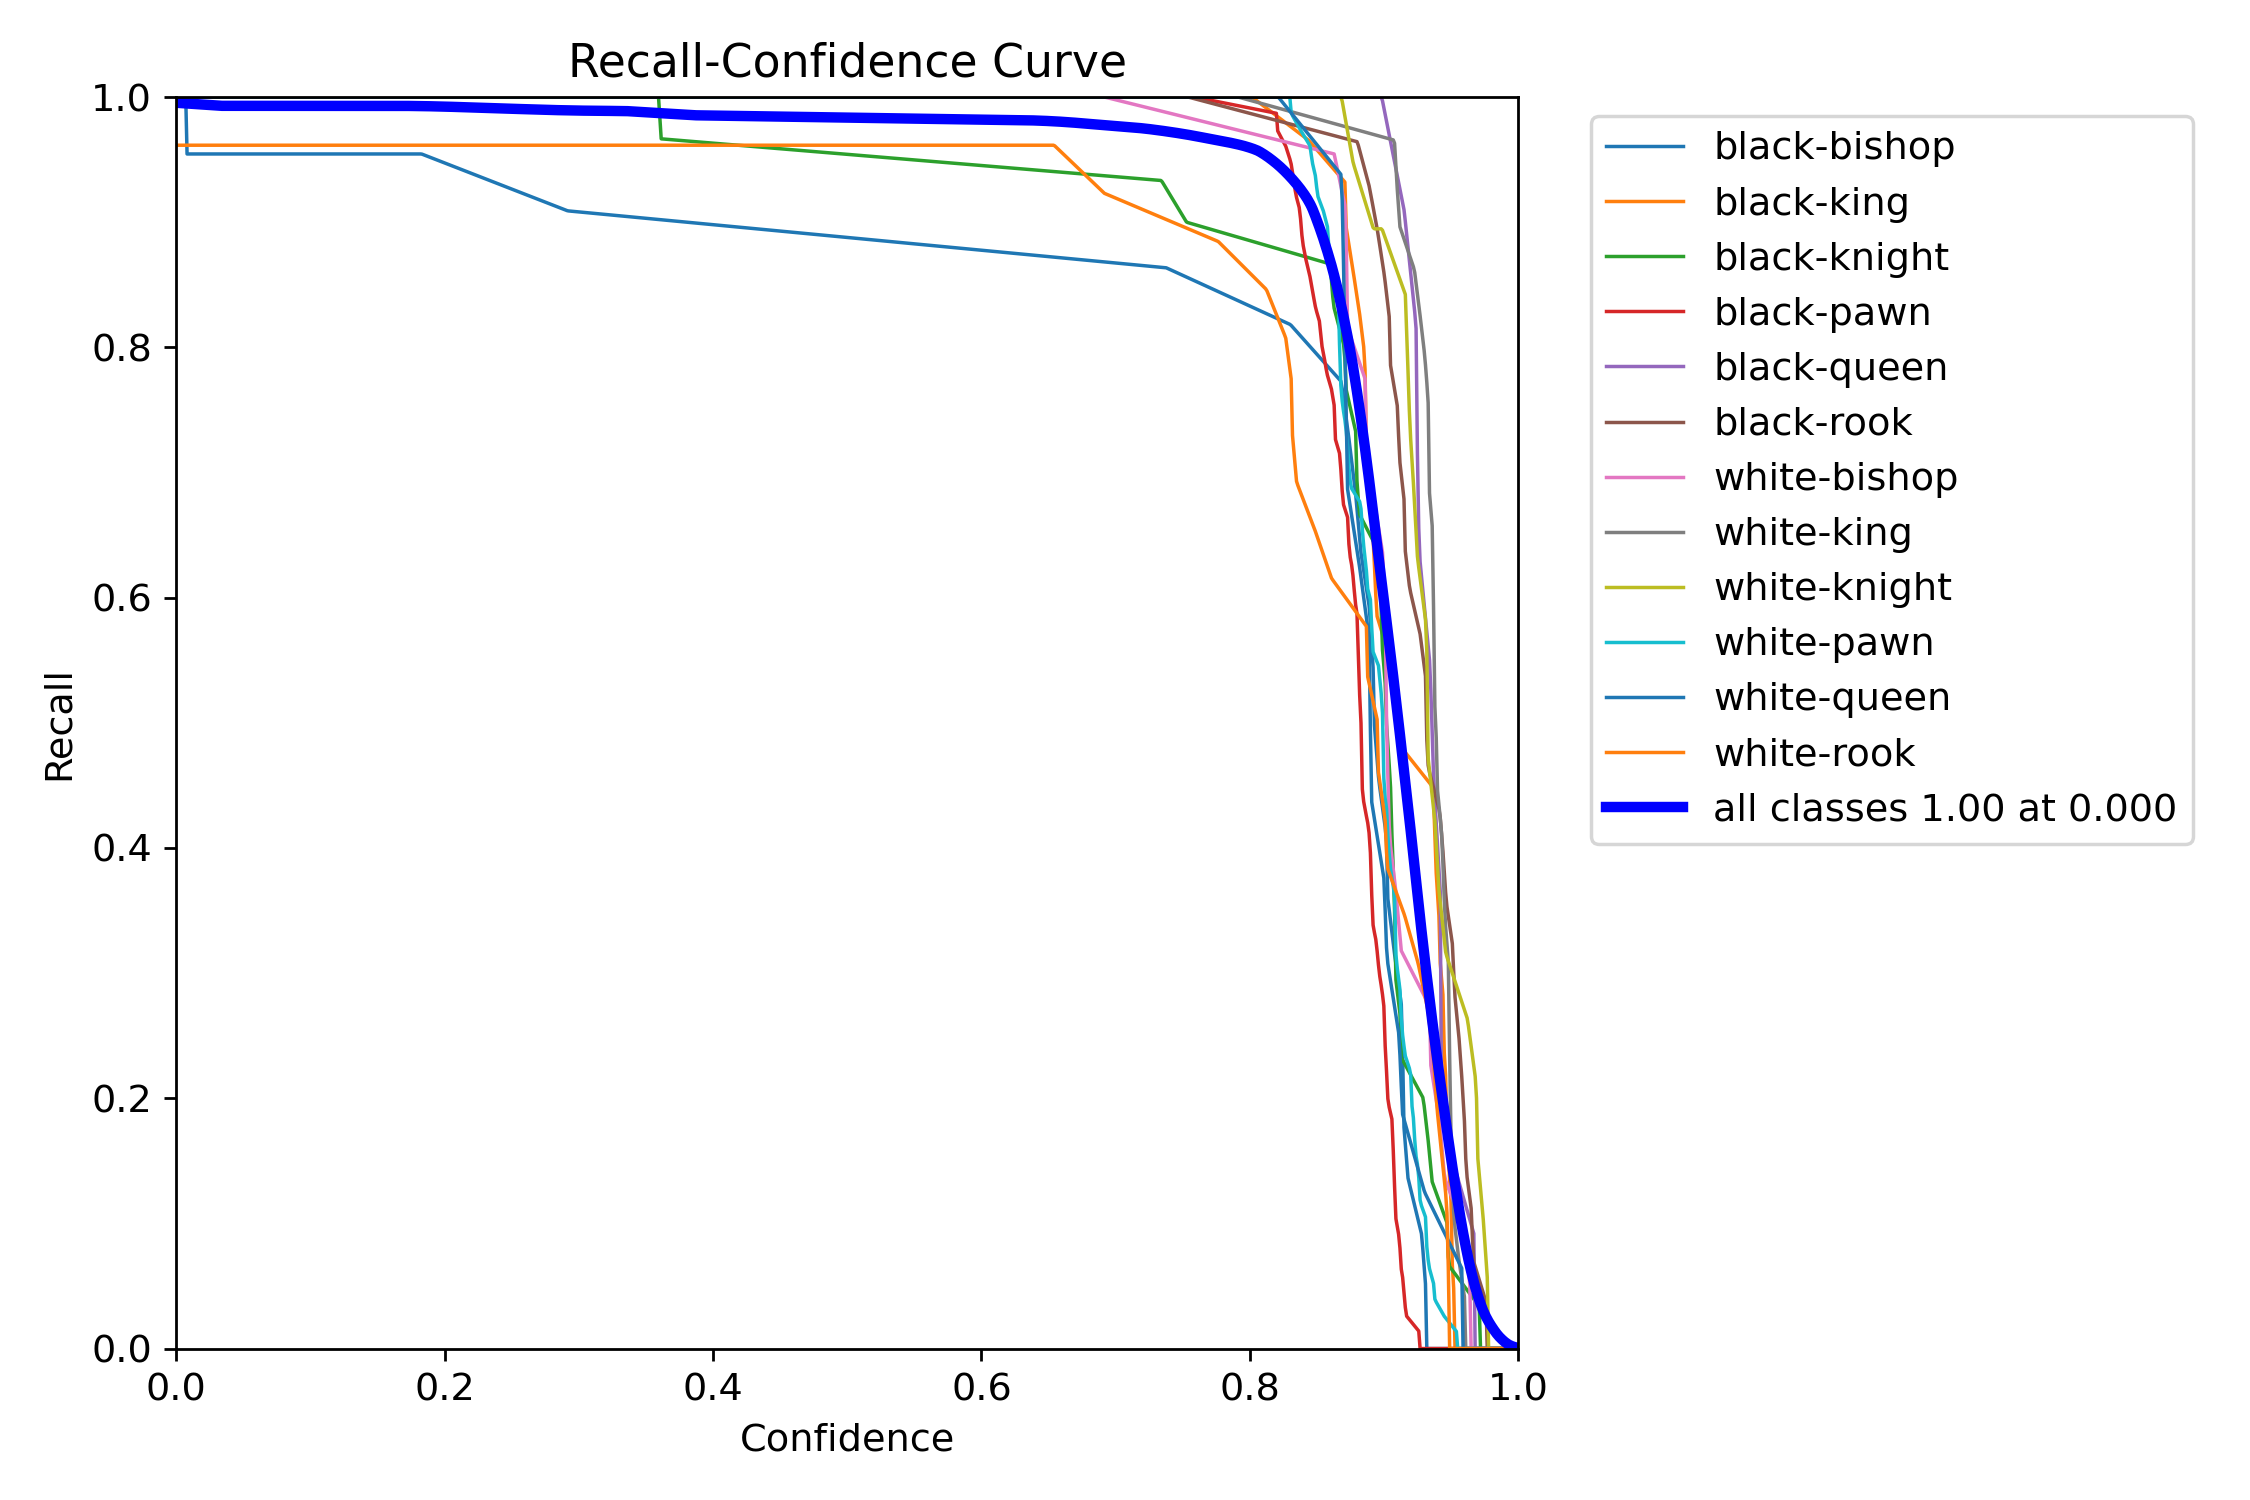 Recall-Confidence Curve
1.0
0.8
0.6
0.4
0.2
0.0
Recall
0.0 0.2 0.4 0.6 0.8 1.0
Confidence
black-bishop
black-king
black-knight
black-pawn
black-queen
black-rook
white-bishop
white-king
white-knight
white-pawn
white-queen
white-rook
all classes 1.00 at 0.000